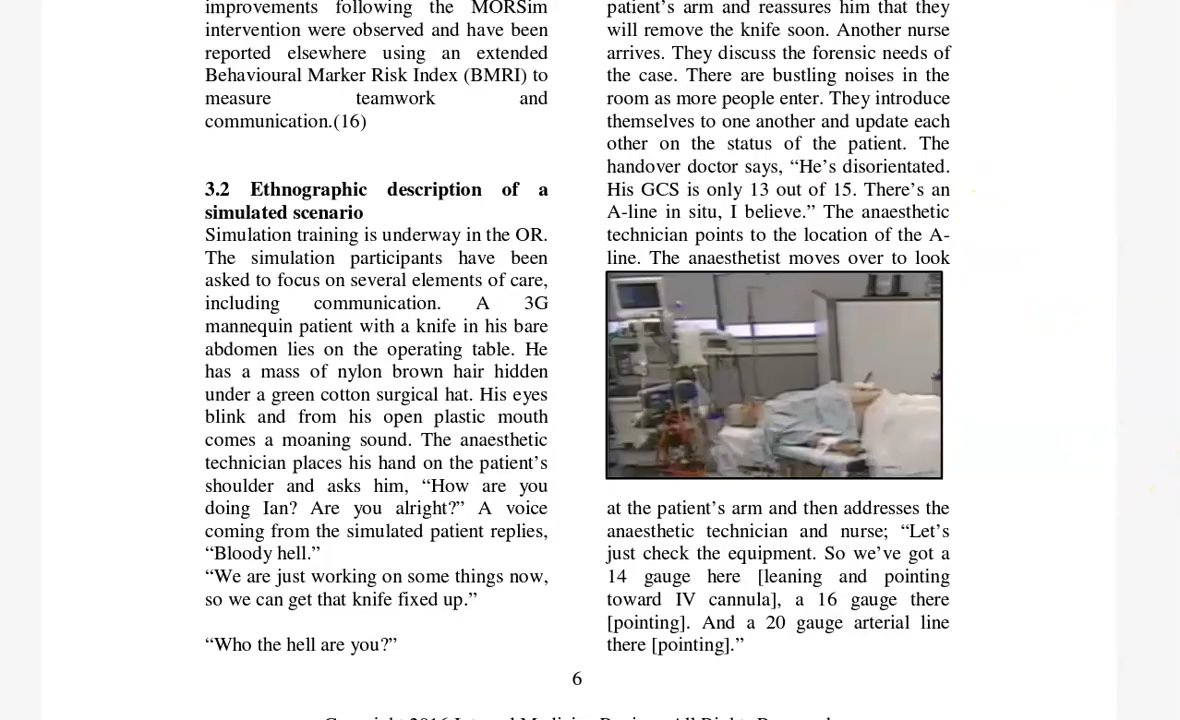 improvements following the MORSim
intervention were observed and have been
reported elsewhere using an extended
Behavioural Marker Risk Index (BMRI) to
measure teamwork and
communication.(16)
3.2 Ethnographic description of a
simulated scenario
Simulation training is underway in the OR.
The simulation participants have been
asked to focus on several elements of care,
including communication. A 3G
mannequin patient with a knife in his bare
abdomen lies on the operating table. He
has a mass of nylon brown hair hidden
under a green cotton surgical hat. His eyes
blink and from his open plastic mouth
comes a moaning sound. The anaesthetic
technician places his hand on the patient’s
shoulder and asks him, “How are you
doing Ian? Are you alright?” A voice
coming from the simulated patient replies,
“Bloody hell.”
“We are just working on some things now,
so we can get that knife fixed up.”
“Who the hell are you?”
patient’s arm and reassures him that they
will remove the knife soon. Another nurse
arrives. They discuss the forensic needs of
the case. There are bustling noises in the
room as more people enter. They introduce
themselves to one another and update each
other on the status of the patient. The
handover doctor says, “He’s disorientated.
His GCS is only 13 out of 15. There’s an
A-line in situ, I believe.” The anaesthetic
technician points to the location of the A-
line. The anaesthetist moves over to look
at the patient’s arm and then addresses the
anaesthetic technician and nurse; “Let’s
just check the equipment. So we’ve got a
14 gauge here [leaning and pointing
toward IV cannula], a 16 gauge there
[pointing]. And a 20 gauge arterial line
there [pointing].”
6